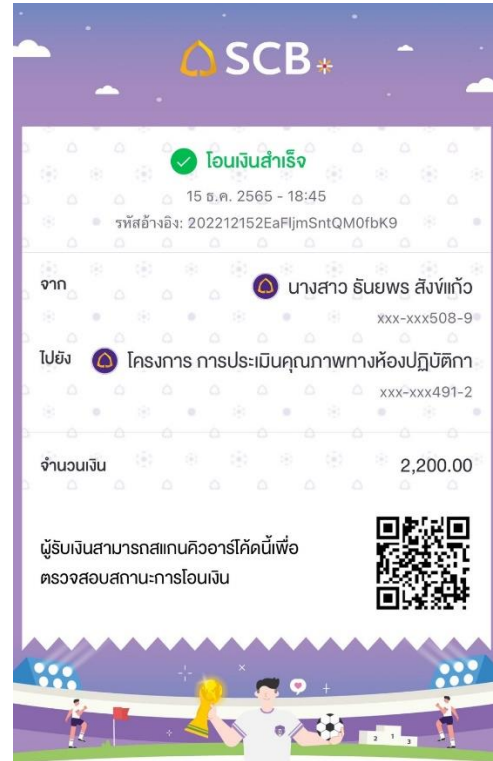 SCB
โอนเงินสำเร็จ
15 ธ.ค. 2565 - 18:45
รหัสอ้างอิง: 202212152EaFljmSntQM0fbK9
จาก นางสาว ธันยพร สังข์แก้ว
xxx-xxx508-9
ไปยัง โครงการ การประเมินคุณภาพทางห้องปฏิบัติกา
xxx-xxx491-2
จำนวนเงิน 2,200.00
ผู้รับเงินสามารถสแกนคิวอาร์โค้ดนี้เพื่อ
ตรวจสอบสถานะการโอนเงิน
2 1 3